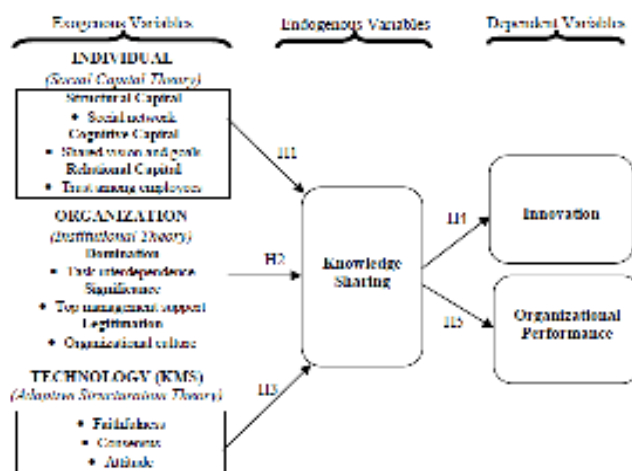 Exogenous Variables
Endogenous Variables
Dependent Variables
INDIVIDUAL
(Social Capital Theory)
Structural Capital
• Social network
Cognitive Capital
• Shared vision and goals
Relational Capital
• Trust among employees
H1
ORGANIZATION
(Institutional Theory)
Domination
• Task interdependence
Significance
• Top management support
Legitimation
• Organizational culture
H2
TECHNOLOGY (KMS)
(Adaptive Structuration Theory)
• Faithfulness
• Consensus
• Attitude
H3
Knowledge
Sharing
H4
H5
Innovation
Organizational
Performance